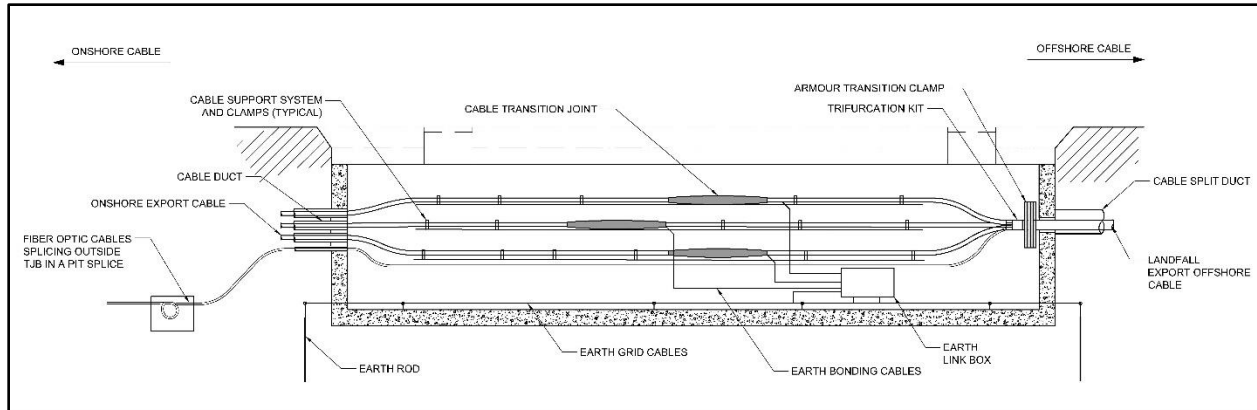 ONSHORE CABLE
OFFSHORE CABLE
CABLE SUPPORT SYSTEM
AND CLAMPS (TYPICAL)
CABLE TRANSITION JOINT
ARMOUR TRANSITION CLAMP
TRIFURCATION KIT
CABLE DUCT
CABLE SPLIT DUCT
ONSHORE EXPORT CABLE
FIBER OPTIC CABLES
SPLICING OUTSIDE
TJB IN A PIT SPLICE
LANDFALL
EXPORT OFFSHORE
CABLE
EARTH GRID CABLES
EARTH
LINK BOX
EARTH ROD
EARTH BONDING CABLES